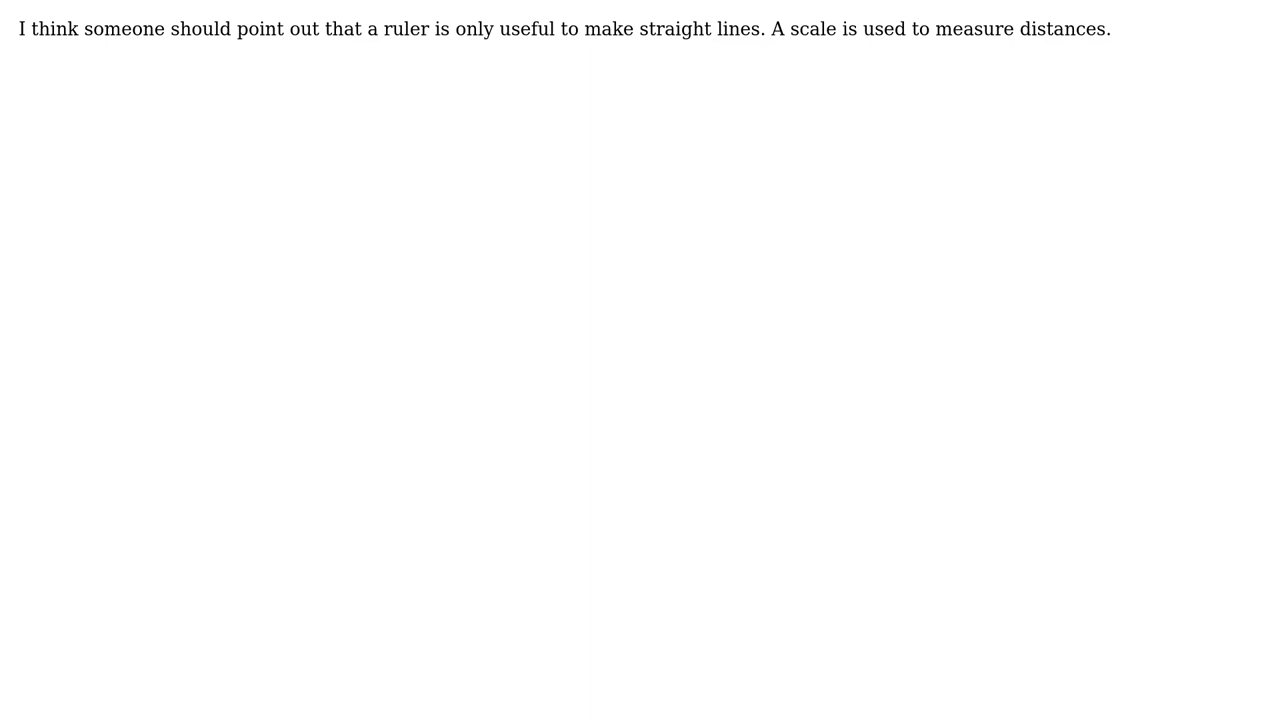 I think someone should point out that a ruler is only useful to make straight lines. A scale is used to measure distances.